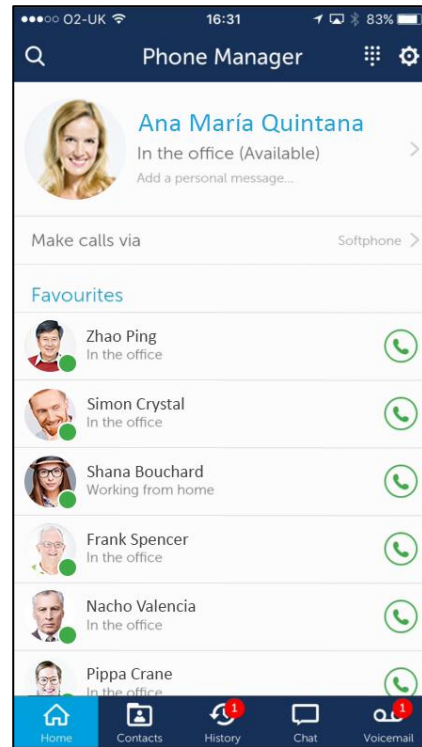 O2-UK 16:31 83%
Phone Manager
Ana María Quintana
In the office (Available)
Add a personal message...
Make calls via Softphone
Favourites
Zhao Ping
In the office
Simon Crystal
In the office
Shana Bouchard
Working from home
Frank Spencer
In the office
Nacho Valencia
In the office
Pippa Crane
In the office
1 1
Home Contacts History Chat Voicemail